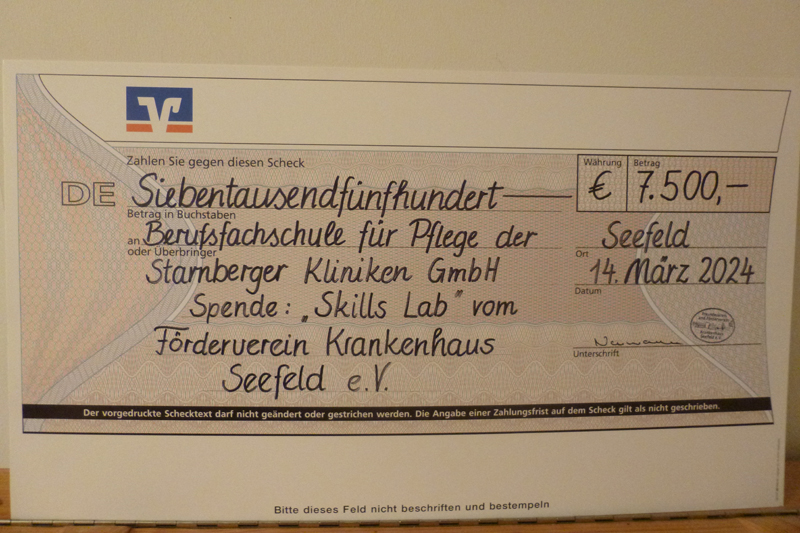 Zahlen Sie gegen diesen Scheck
Währung
Betrag
DE Siebentausendfünfhundert
€ 7.500,–
Betrag in Buchstaben
an Berufsfachschule für Pflege der
oder Überbringer
Seefeld
Ort
Starnberger Kliniken GmbH
14. März 2024
Datum
Spende: „Skills Lab" vom
Förderverein Krankenhaus
Neumann
Unterschrift
Seefeld e.V.
Der vorgedruckte Schecktext darf nicht geändert oder gestrichen werden. Die Angabe einer Zahlungsfrist auf dem Scheck gilt als nicht geschrieben.
Bitte dieses Feld nicht beschriften und bestempeln